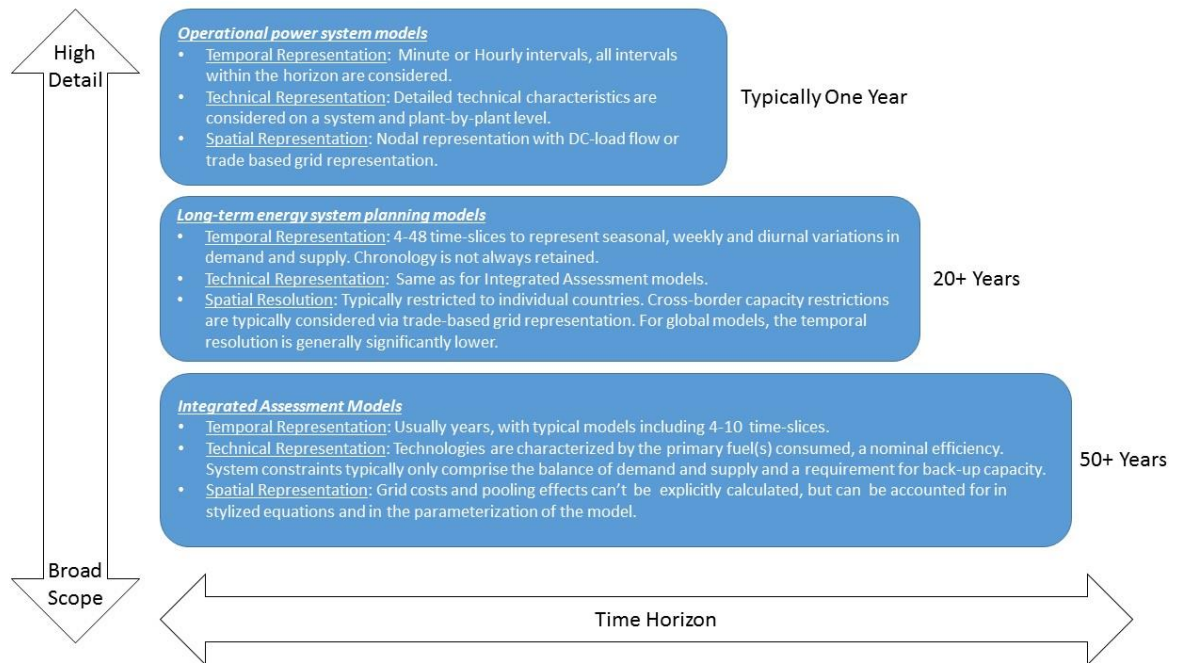 High
Detail
Operational power system models
• Temporal Representation: Minute or Hourly intervals, all intervals
within the horizon are considered.
• Technical Representation: Detailed technical characteristics are
considered on a system and plant-by-plant level.
• Spatial Representation: Nodal representation with DC-load flow or
trade based grid representation.
Typically One Year
Long-term energy system planning models
• Temporal Representation: 4-48 time-slices to represent seasonal, weekly and diurnal variations in
demand and supply. Chronology is not always retained.
• Technical Representation: Same as for Integrated Assessment models.
• Spatial Resolution: Typically restricted to individual countries. Cross-border capacity restrictions
are typically considered via trade-based grid representation. For global models, the temporal
resolution is generally significantly lower.
20+ Years
Integrated Assessment Models
• Temporal Representation: Usually years, with typical models including 4-10 time-slices.
• Technical Representation: Technologies are characterized by the primary fuel(s) consumed, a nominal efficiency.
System constraints typically only comprise the balance of demand and supply and a requirement for back-up capacity.
• Spatial Representation: Grid costs and pooling effects can't be explicitly calculated, but can be accounted for in
stylized equations and in the parameterization of the model.
50+ Years
Broad
Scope
Time Horizon